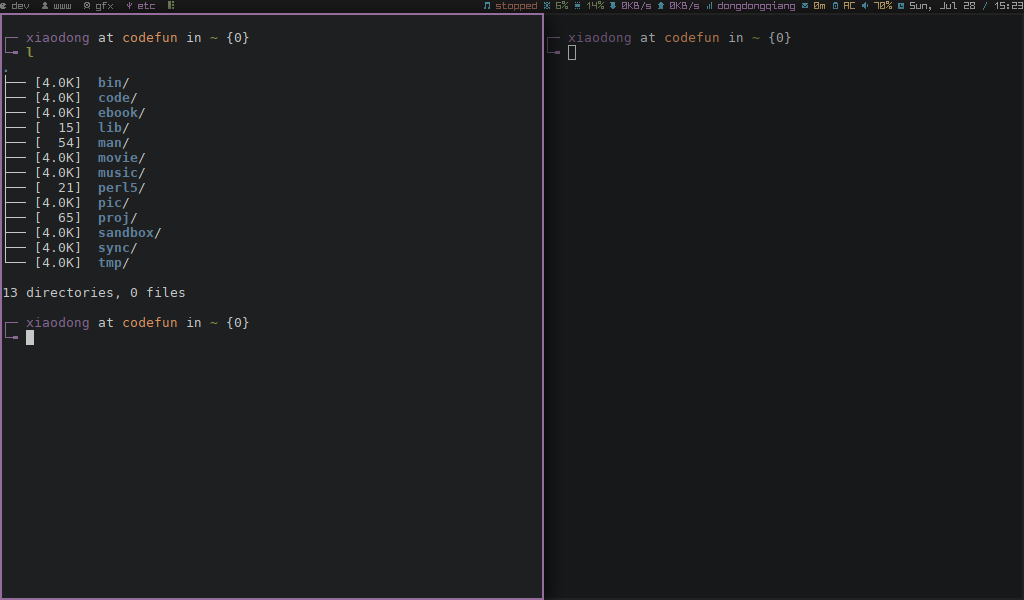 dev www gfx etc stopped 6% 14% 0KB/s 0KB/s dongdongqiang 0m AC 70% Sun, Jul 28 / 15:23
xiaodong at codefun in ~ {0}
l
.
[4.0K] bin/
[4.0K] code/
[4.0K] ebook/
[ 15] lib/
[ 54] man/
[4.0K] movie/
[4.0K] music/
[ 21] perl5/
[4.0K] pic/
[ 65] proj/
[4.0K] sandbox/
[4.0K] sync/
[4.0K] tmp/
13 directories, 0 files
xiaodong at codefun in ~ {0}
xiaodong at codefun in ~ {0}